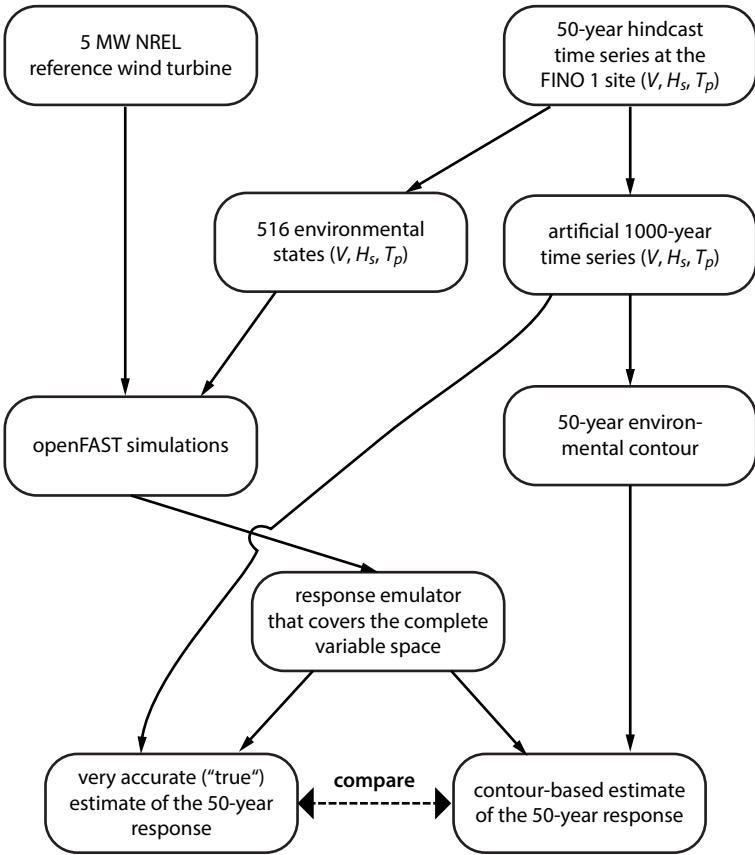 5 MW NREL
reference wind turbine
50-year hindcast
time series at the
FINO 1 site (V, Hₛ, Tₚ)
516 environmental
states (V, Hₛ, Tₚ)
artificial 1000-year
time series (V, Hₛ, Tₚ)
openFAST simulations
50-year environ-
mental contour
response emulator
that covers the complete
variable space
very accurate (“true“)
estimate of the 50-year
response
compare
contour-based estimate
of the 50-year response